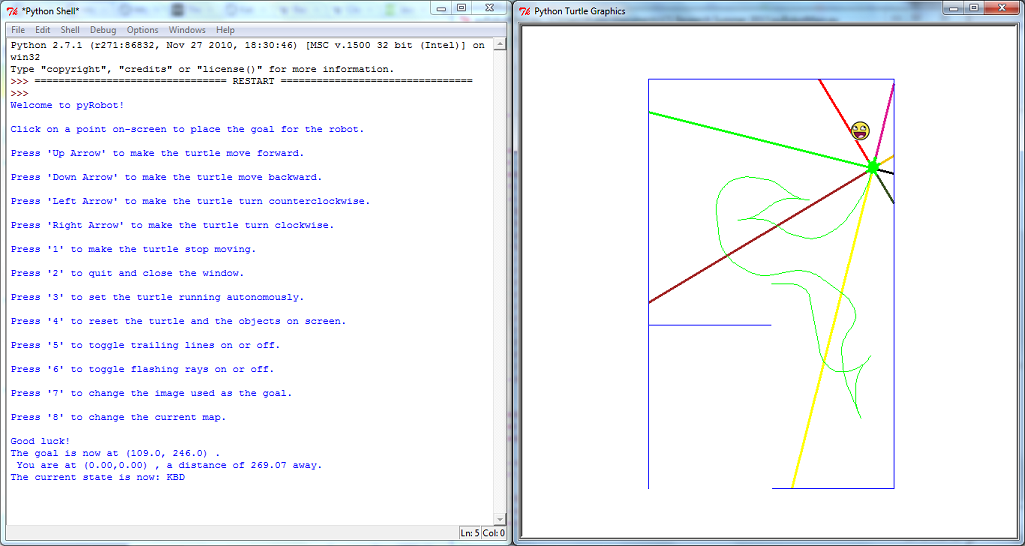 *Python Shell*
File Edit Shell Debug Options Windows Help
Python 2.7.1 (r271:86832, Nov 27 2010, 18:30:46) [MSC v.1500 32 bit (Intel)] on
win32
Type "copyright", "credits" or "license()" for more information.
>>> ================================ RESTART ================================
>>>
Welcome to pyRobot!
Click on a point on-screen to place the goal for the robot.
Press 'Up Arrow' to make the turtle move forward.
Press 'Down Arrow' to make the turtle move backward.
Press 'Left Arrow' to make the turtle turn counterclockwise.
Press 'Right Arrow' to make the turtle turn clockwise.
Press '1' to make the turtle stop moving.
Press '2' to quit and close the window.
Press '3' to set the turtle running autonomously.
Press '4' to reset the turtle and the objects on screen.
Press '5' to toggle trailing lines on or off.
Press '6' to toggle flashing rays on or off.
Press '7' to change the image used as the goal.
Press '8' to change the current map.
Good luck!
The goal is now at (109.0, 246.0) .
You are at (0.00,0.00) , a distance of 269.07 away.
The current state is now: KBD
Ln: 5 Col: 0
Python Turtle Graphics